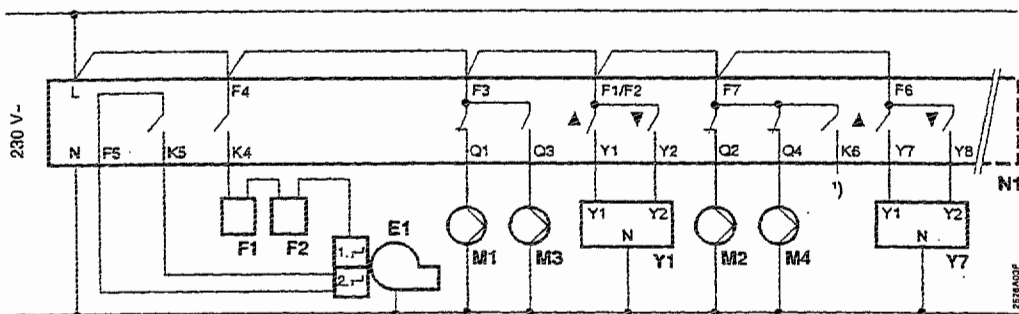 230 V~
L F4 F3 F1/F2 F7 F6
N F5 K5 K4 Q1 Q3 Y1 Y2 Q2 Q4 K6 Y7 Y8
N1
1)
F1 F2 E1 M1 M3 Y1 Y2 N Y1 M2 M4 Y1 Y2 N Y7
1.
2.